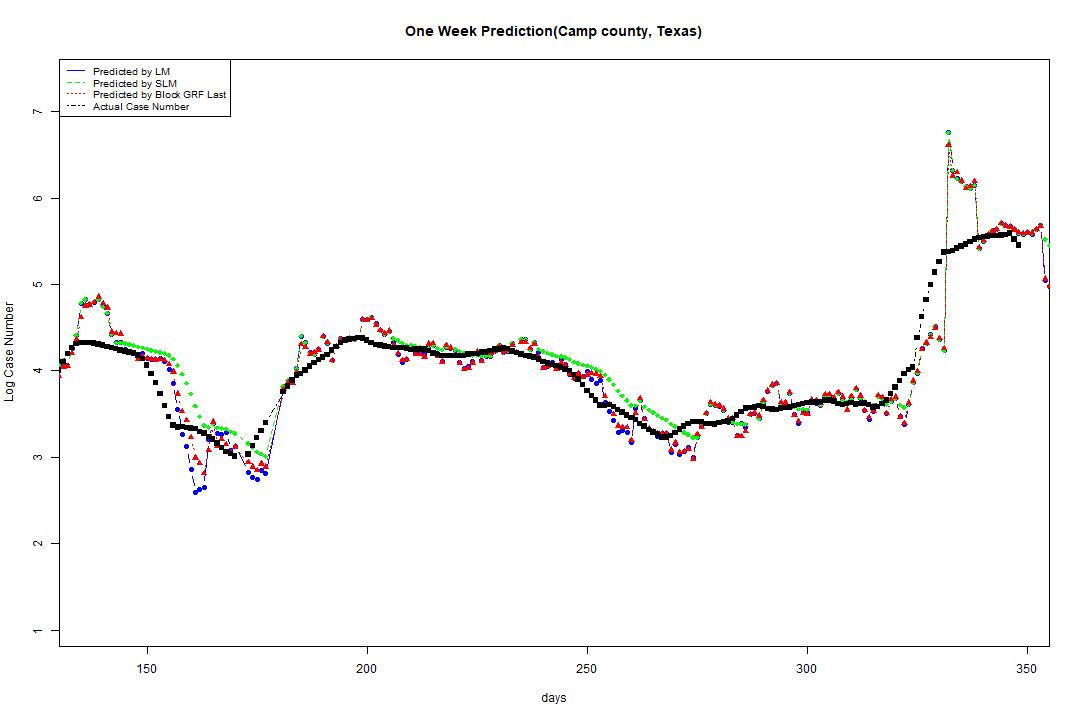 One Week Prediction(Camp county, Texas)
Predicted by LM
Predicted by SLM
Predicted by Block GRF Last
Actual Case Number
Log Case Number
7
6
5
4
3
2
1
150 200 250 300 350
days